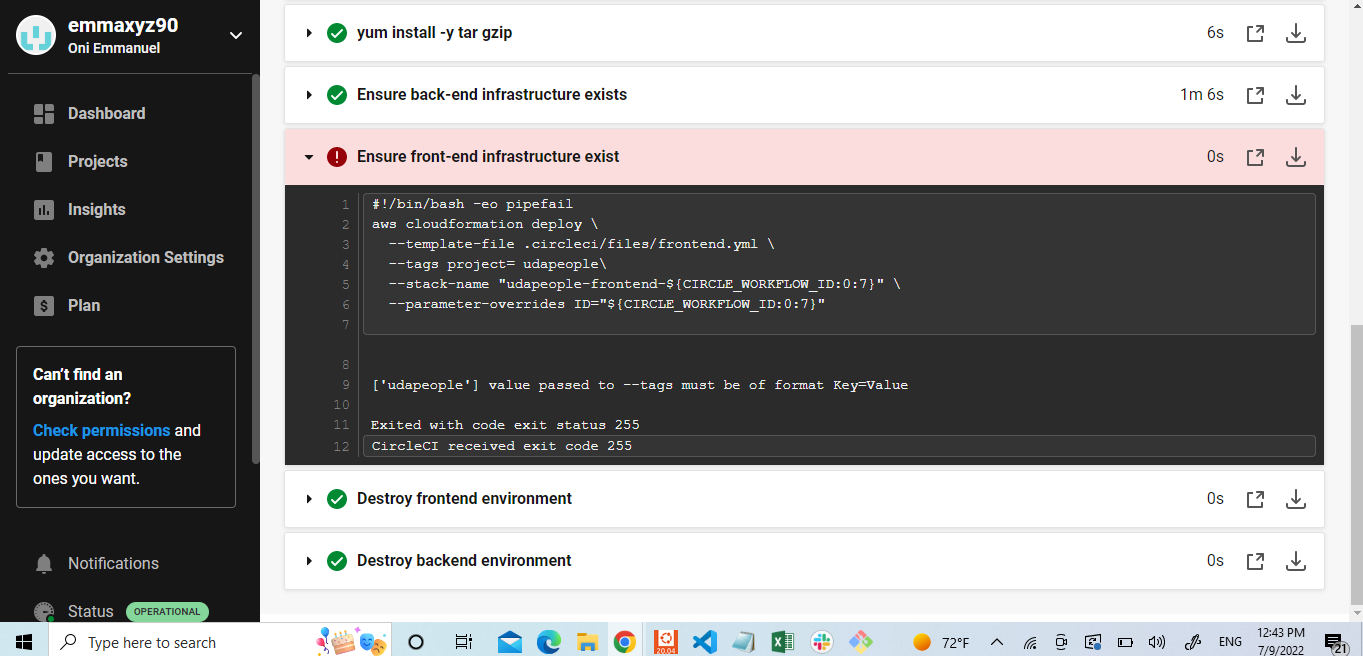 emmaxyz90
Oni Emmanuel
Dashboard
Projects
Insights
Organization Settings
Plan
Can't find an
organization?
Check permissions and
update access to the
ones you want.
Notifications
Status OPERATIONAL
yum install -y tar gzip 6s
Ensure back-end infrastructure exists 1m 6s
Ensure front-end infrastructure exist 0s
1 #!/bin/bash -eo pipefail
2 aws cloudformation deploy \
3 --template-file .circleci/files/frontend.yml \
4 --tags project= udapeople\
5 --stack-name "udapeople-frontend-${CIRCLE_WORKFLOW_ID:0:7}" \
6 --parameter-overrides ID="${CIRCLE_WORKFLOW_ID:0:7}"
7
8
9 ['udapeople'] value passed to --tags must be of format Key=Value
10
11 Exited with code exit status 255
12 CircleCI received exit code 255
Destroy frontend environment 0s
Destroy backend environment 0s
Type here to search
20.04
72°F
ENG
12:43 PM
7/9/2022
21